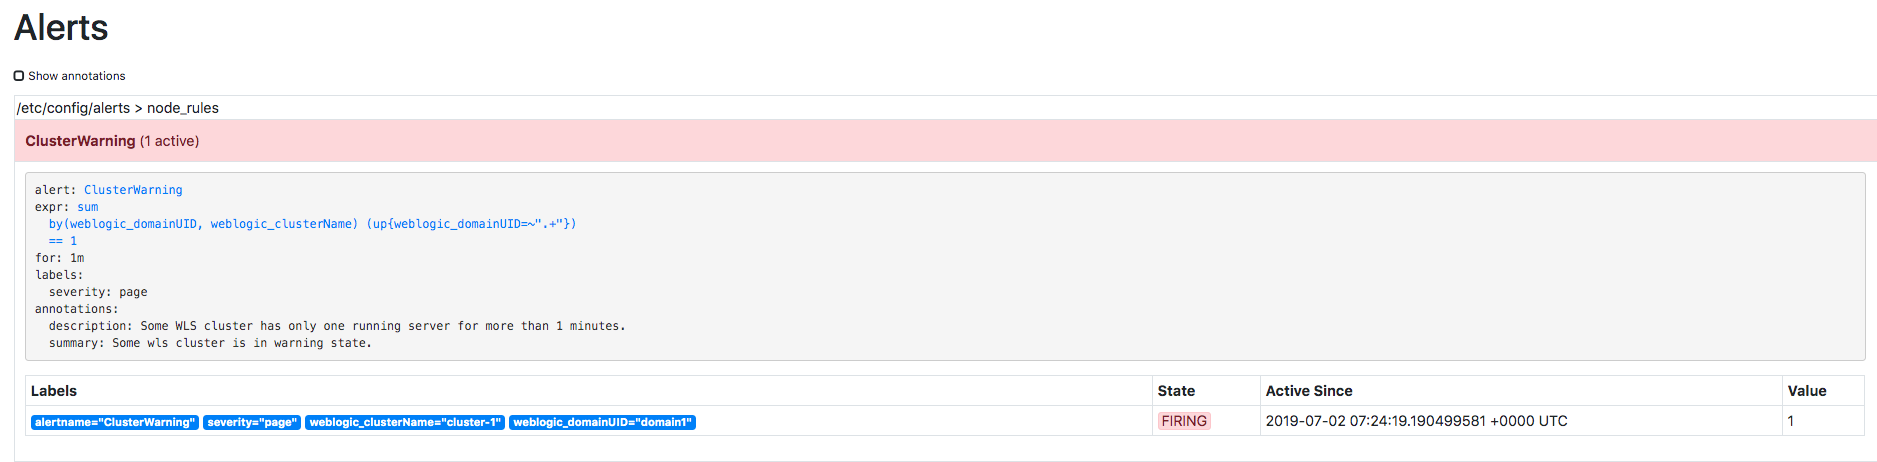 Alerts
Show annotations
/etc/config/alerts > node_rules
ClusterWarning (1 active)
alert: ClusterWarning
expr: sum
  by(weblogic_domainUID, weblogic_clusterName) (up{weblogic_domainUID=~".+"})
  == 1
for: 1m
labels:
  severity: page
annotations:
  description: Some WLS cluster has only one running server for more than 1 minutes.
  summary: Some wls cluster is in warning state.
Labels State Active Since Value
alertname="ClusterWarning" severity="page" weblogic_clusterName="cluster-1" weblogic_domainUID="domain1" FIRING 2019-07-02 07:24:19.190499581 +0000 UTC 1